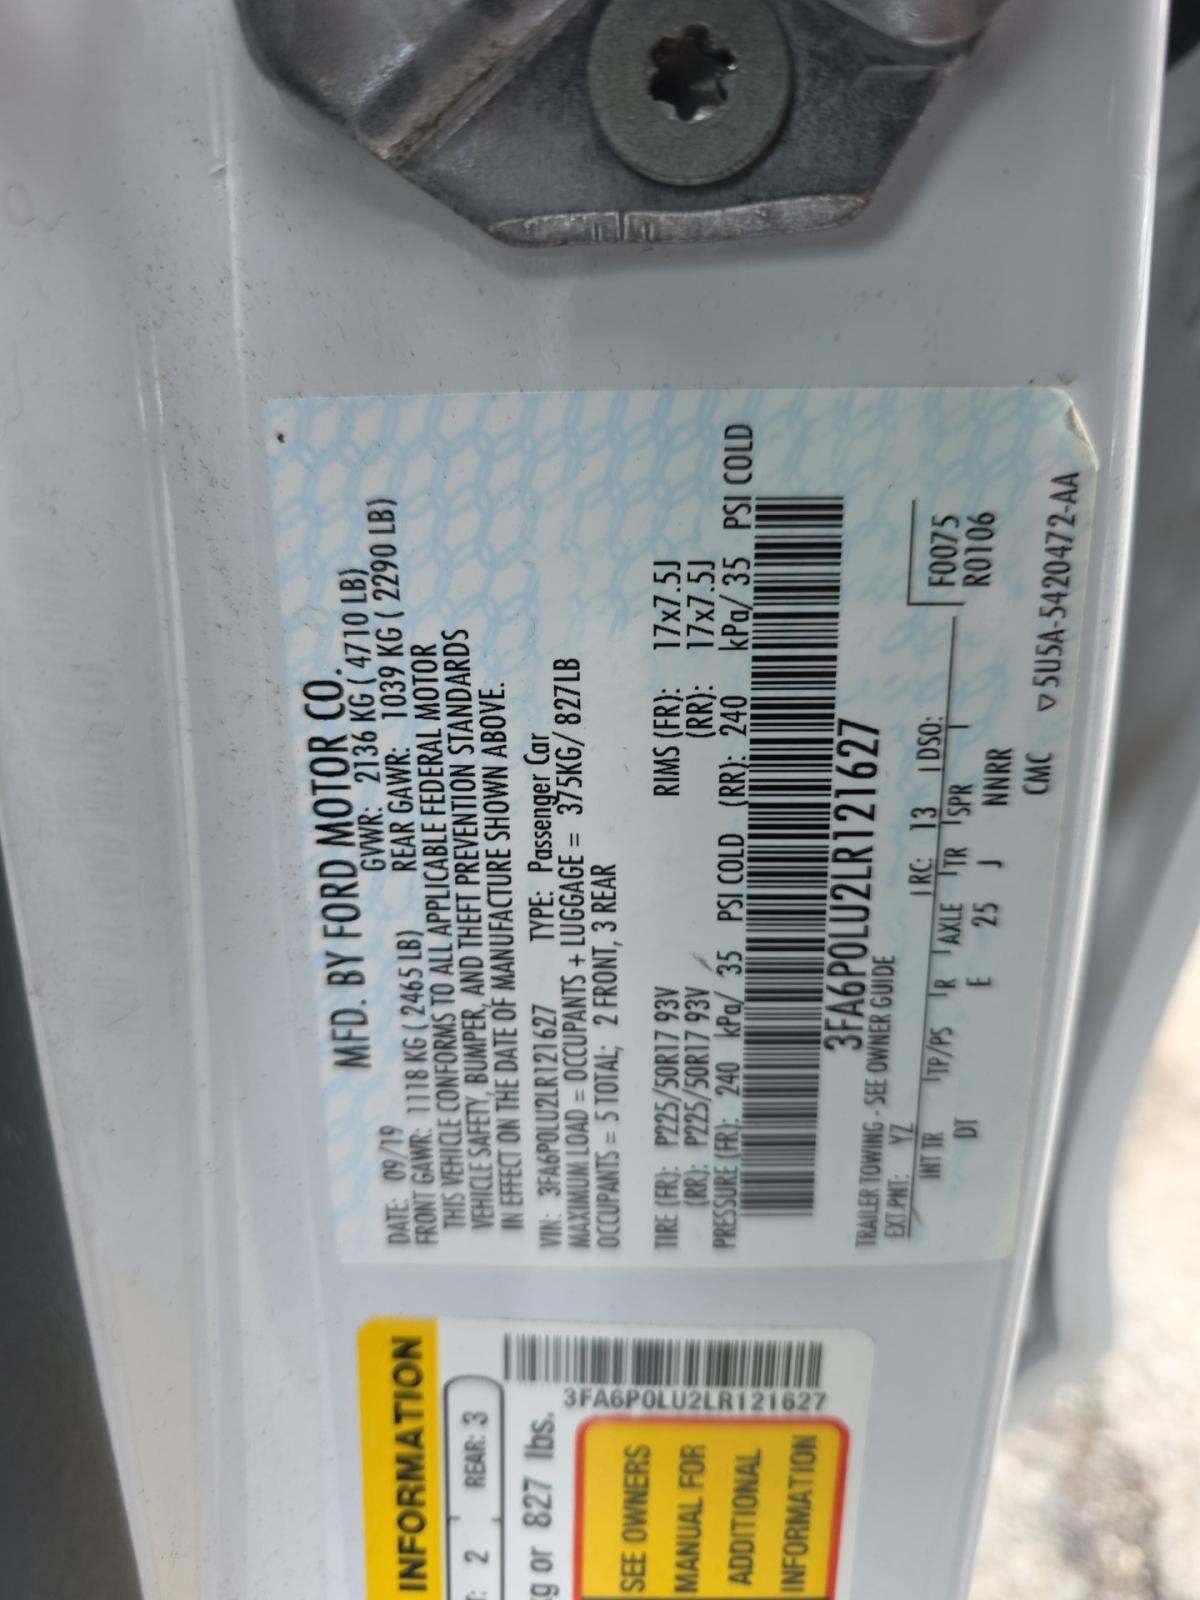 MFD. BY FORD MOTOR CO.
DATE: 09/19 GVWR: 2136 KG ( 4710 LB)
FRONT GAWR: 1118 KG ( 2465 LB) REAR GAWR: 1039 KG ( 2290 LB)
THIS VEHICLE CONFORMS TO ALL APPLICABLE FEDERAL MOTOR
VEHICLE SAFETY, BUMPER, AND THEFT PREVENTION STANDARDS
IN EFFECT ON THE DATE OF MANUFACTURE SHOWN ABOVE.
VIN: 3FA6P0LU2LR121627 TYPE: Passenger Car
MAXIMUM LOAD = OCCUPANTS + LUGGAGE = 375KG/ 827LB
OCCUPANTS = 5 TOTAL; 2 FRONT, 3 REAR
TIRE (FR): P225/50R17 93V RIMS (FR): 17x7.5J
(RR): P225/50R17 93V (RR): 17x7.5J
PRESSURE (FR): 240 kPa/ 35 PSI COLD (RR): 240 kPa/ 35 PSI COLD
3FA6P0LU2LR121627
TRAILER TOWING - SEE OWNER GUIDE
EXT PNT: YZ RC: 13 DSO:
F0075
INT TR TP/PS R AXLE TR SPR
R0106
DT E 25 J NNRR
CMC ▽5U5A-5420472-AA
INFORMATION
: 2 REAR: 3
g or 827 lbs.
3FA6P0LU2LR121627
SEE OWNERS
MANUAL FOR
ADDITIONAL
INFORMATION